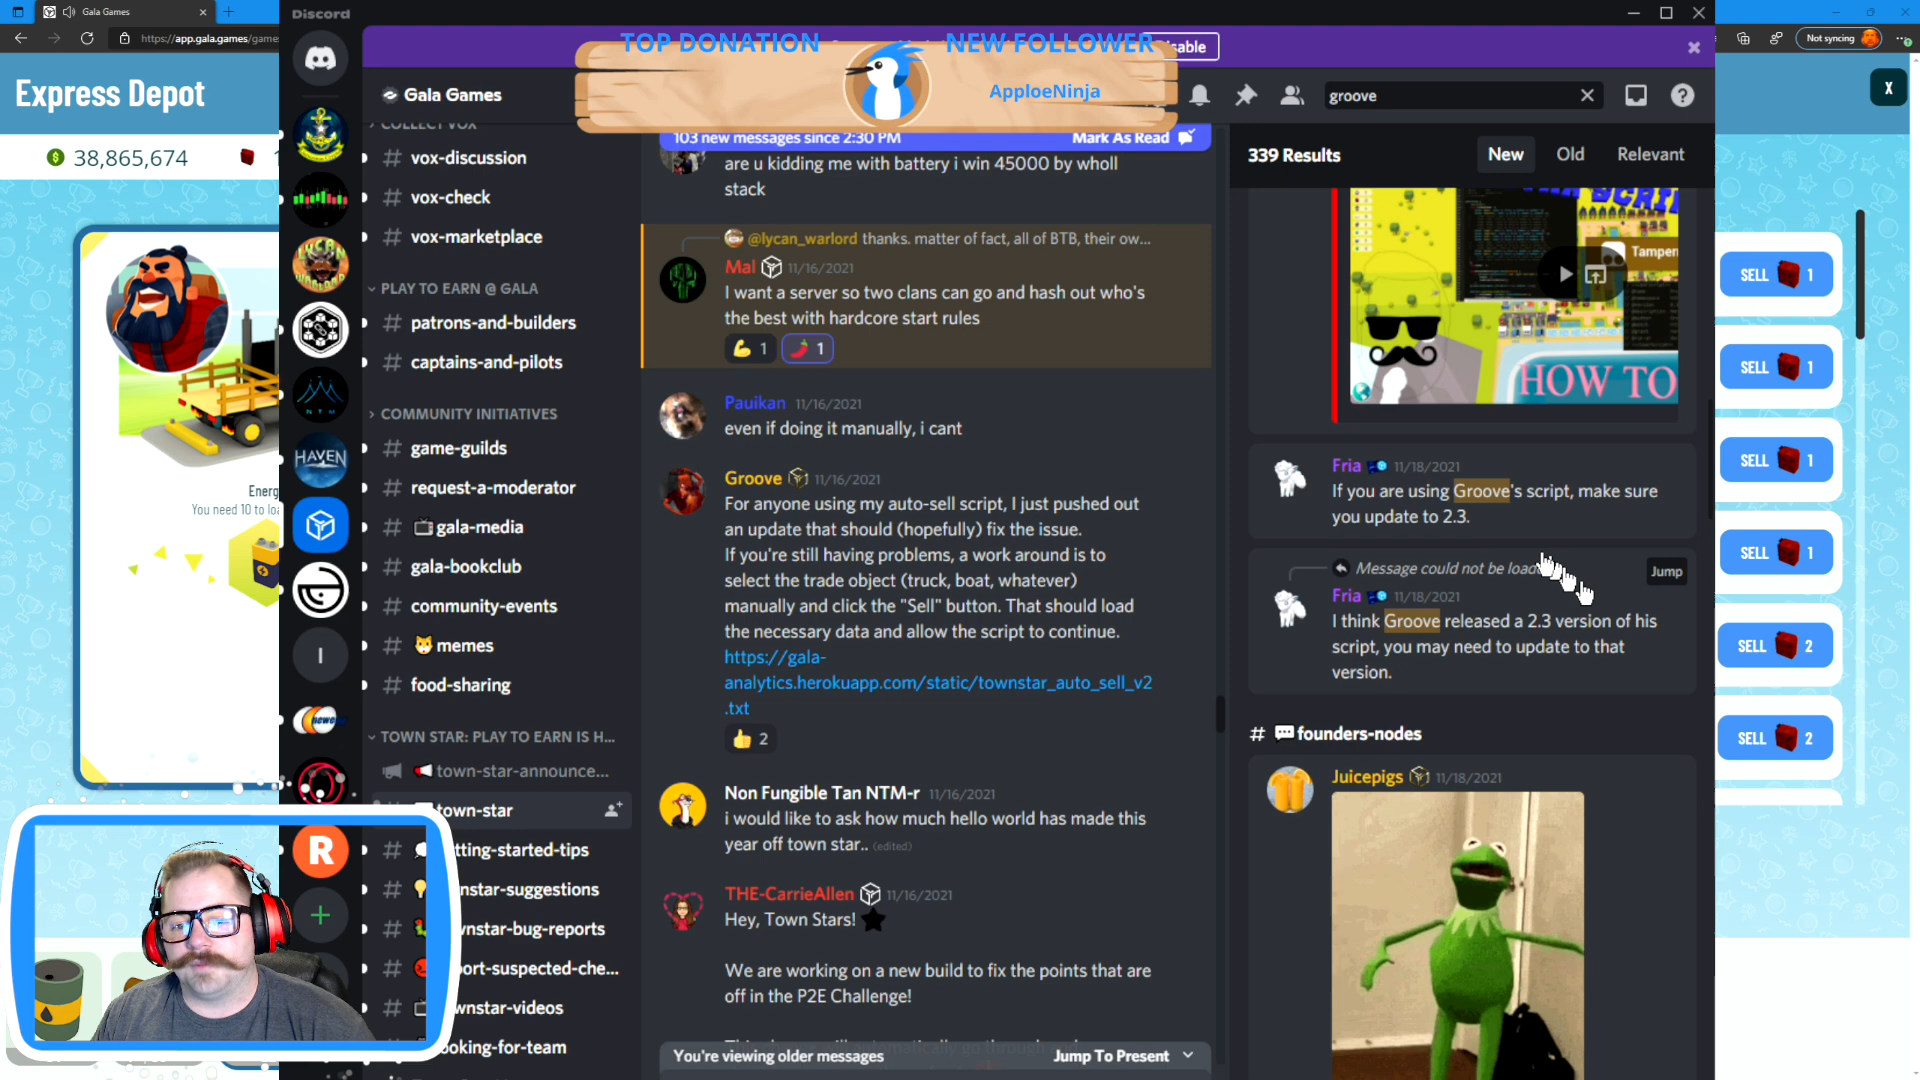 Gala Games
https://app.gala.games/game
Express Depot
38,865,674
Energ
You need 10 to loa
Discord
TOP DONATION
NEW FOLLOWER
AppleNinja
sable
Gala Games
COLLECT VOX
# vox-discussion
# vox-check
# vox-marketplace
PLAY TO EARN @ GALA
# patrons-and-builders
# captains-and-pilots
COMMUNITY INITIATIVES
# game-guilds
# request-a-moderator
# gala-media
# gala-bookclub
# community-events
# memes
# food-sharing
TOWN STAR: PLAY TO EARN IS H...
town-star-announce...
town-star
# tting-started-tips
# wnstar-suggestions
# wnstar-bug-reports
# port-suspected-che...
# wnstar-videos
# ooking-for-team
NTM
HAVEN
I
R
103 new messages since 2:30 PM
Mark As Read
are u kidding me with battery i win 45000 by wholl
stack
@lycan_warlord thanks. matter of fact, all of BTB, their ow...
Mal 11/16/2021
I want a server so two clans can go and hash out who's
the best with hardcore start rules
1
1
Pauikan 11/16/2021
even if doing it manually, i cant
Groove 11/16/2021
For anyone using my auto-sell script, I just pushed out
an update that should (hopefully) fix the issue.
If you're still having problems, a work around is to
select the trade object (truck, boat, whatever)
manually and click the "Sell" button. That should load
the necessary data and allow the script to continue.
https://gala-
analytics.herokuapp.com/static/townstar_auto_sell_v2
.txt
2
Non Fungible Tan NTM-r 11/16/2021
i would like to ask how much hello world has made this
year off town star.. (edited)
THE-CarrieAllen 11/16/2021
Hey, Town Stars!
We are working on a new build to fix the points that are
off in the P2E Challenge!
You're viewing older messages
Jump To Present
groove
339 Results
New
Old
Relevant
Tamper
HOW TO
Fria 11/18/2021
If you are using Groove's script, make sure
you update to 2.3.
Message could not be load
Jump
Fria 11/18/2021
I think Groove released a 2.3 version of his
script, you may need to update to that
version.
# founders-nodes
Juicepigs 11/18/2021
Not syncing
X
SELL 1
SELL 1
SELL 1
SELL 1
SELL 2
SELL 2